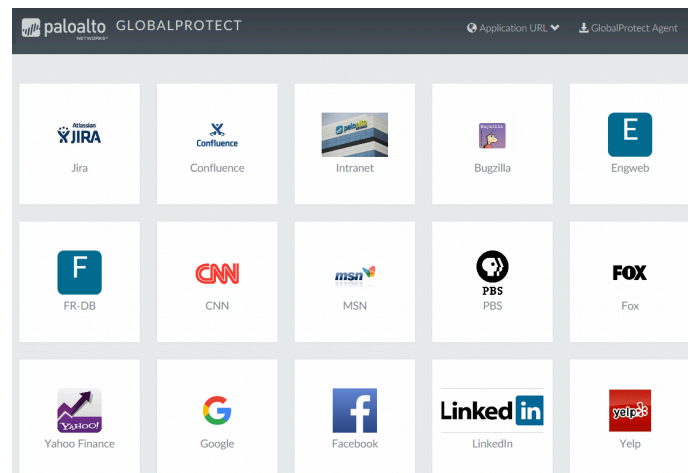 paloalto GLOBALPROTECT
NETWORKS
Application URL
GlobalProtect Agent
Atlassian
JIRA
Jira
Confluence
Confluence
paloalto
Intranet
Bugzilla
Bugzilla
E
Engweb
F
FR-DB
CNN
CNN
msn
MSN
PBS
PBS
FOX
Fox
YAHOO!
Yahoo Finance
G
Google
f
Facebook
Linked in
LinkedIn
yelp
Yelp